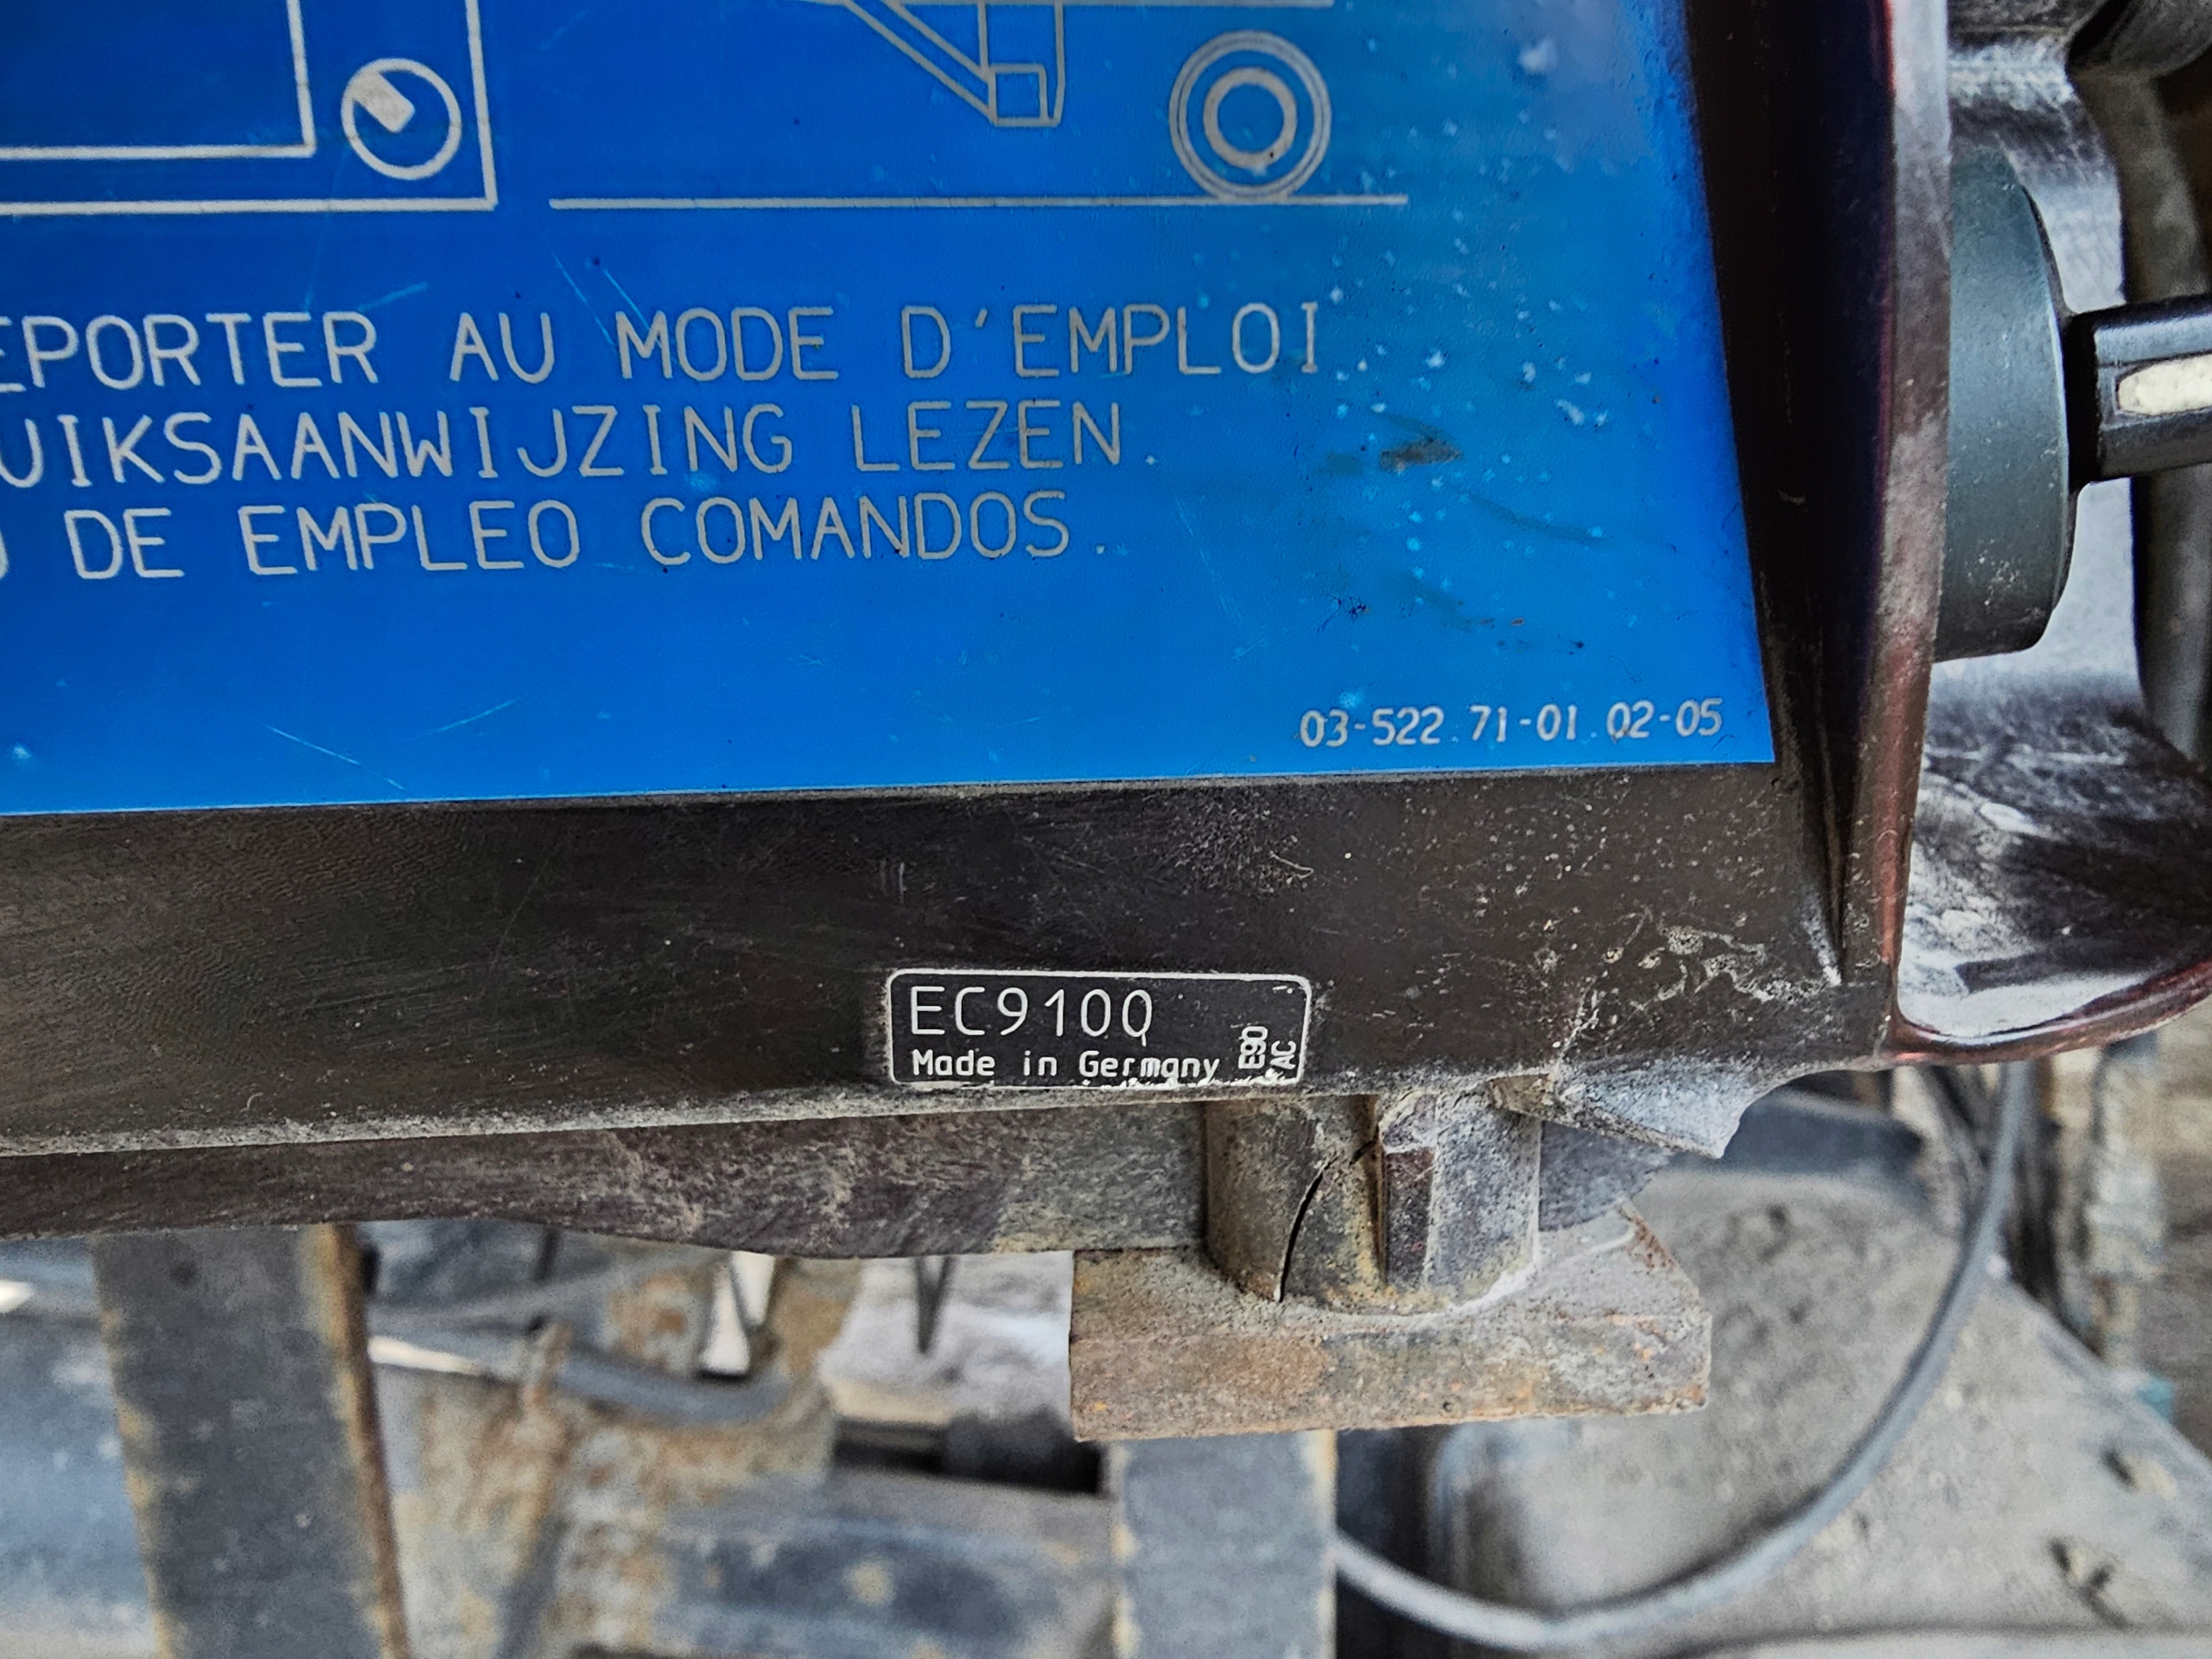 EPORTER AU MODE D'EMPLOI
UIKSAANWIJZING LEZEN.
DE EMPLEO COMANDOS.
03-522.71-01.02-05
EC9100
Made in Germany
E90
AC